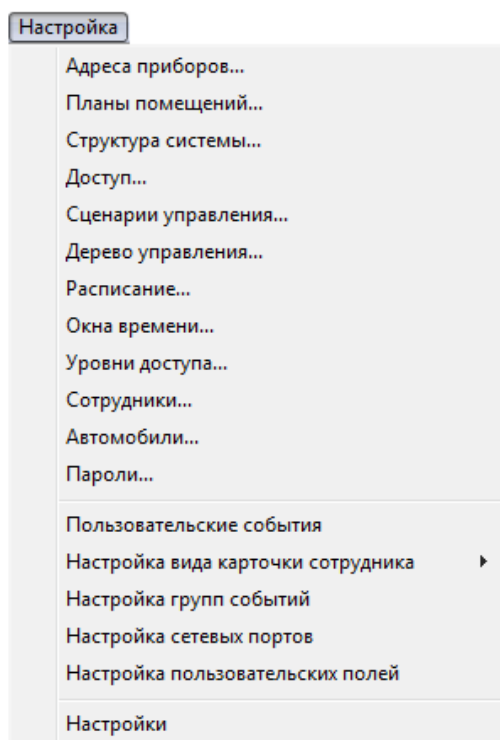 Настройка
Адреса приборов...
Планы помещений...
Структура системы...
Доступ...
Сценарии управления...
Дерево управления...
Расписание...
Окна времени...
Уровни доступа...
Сотрудники...
Автомобили...
Пароли...
Пользовательские события
Настройка вида карточки сотрудника
Настройка групп событий
Настройка сетевых портов
Настройка пользовательских полей
Настройки